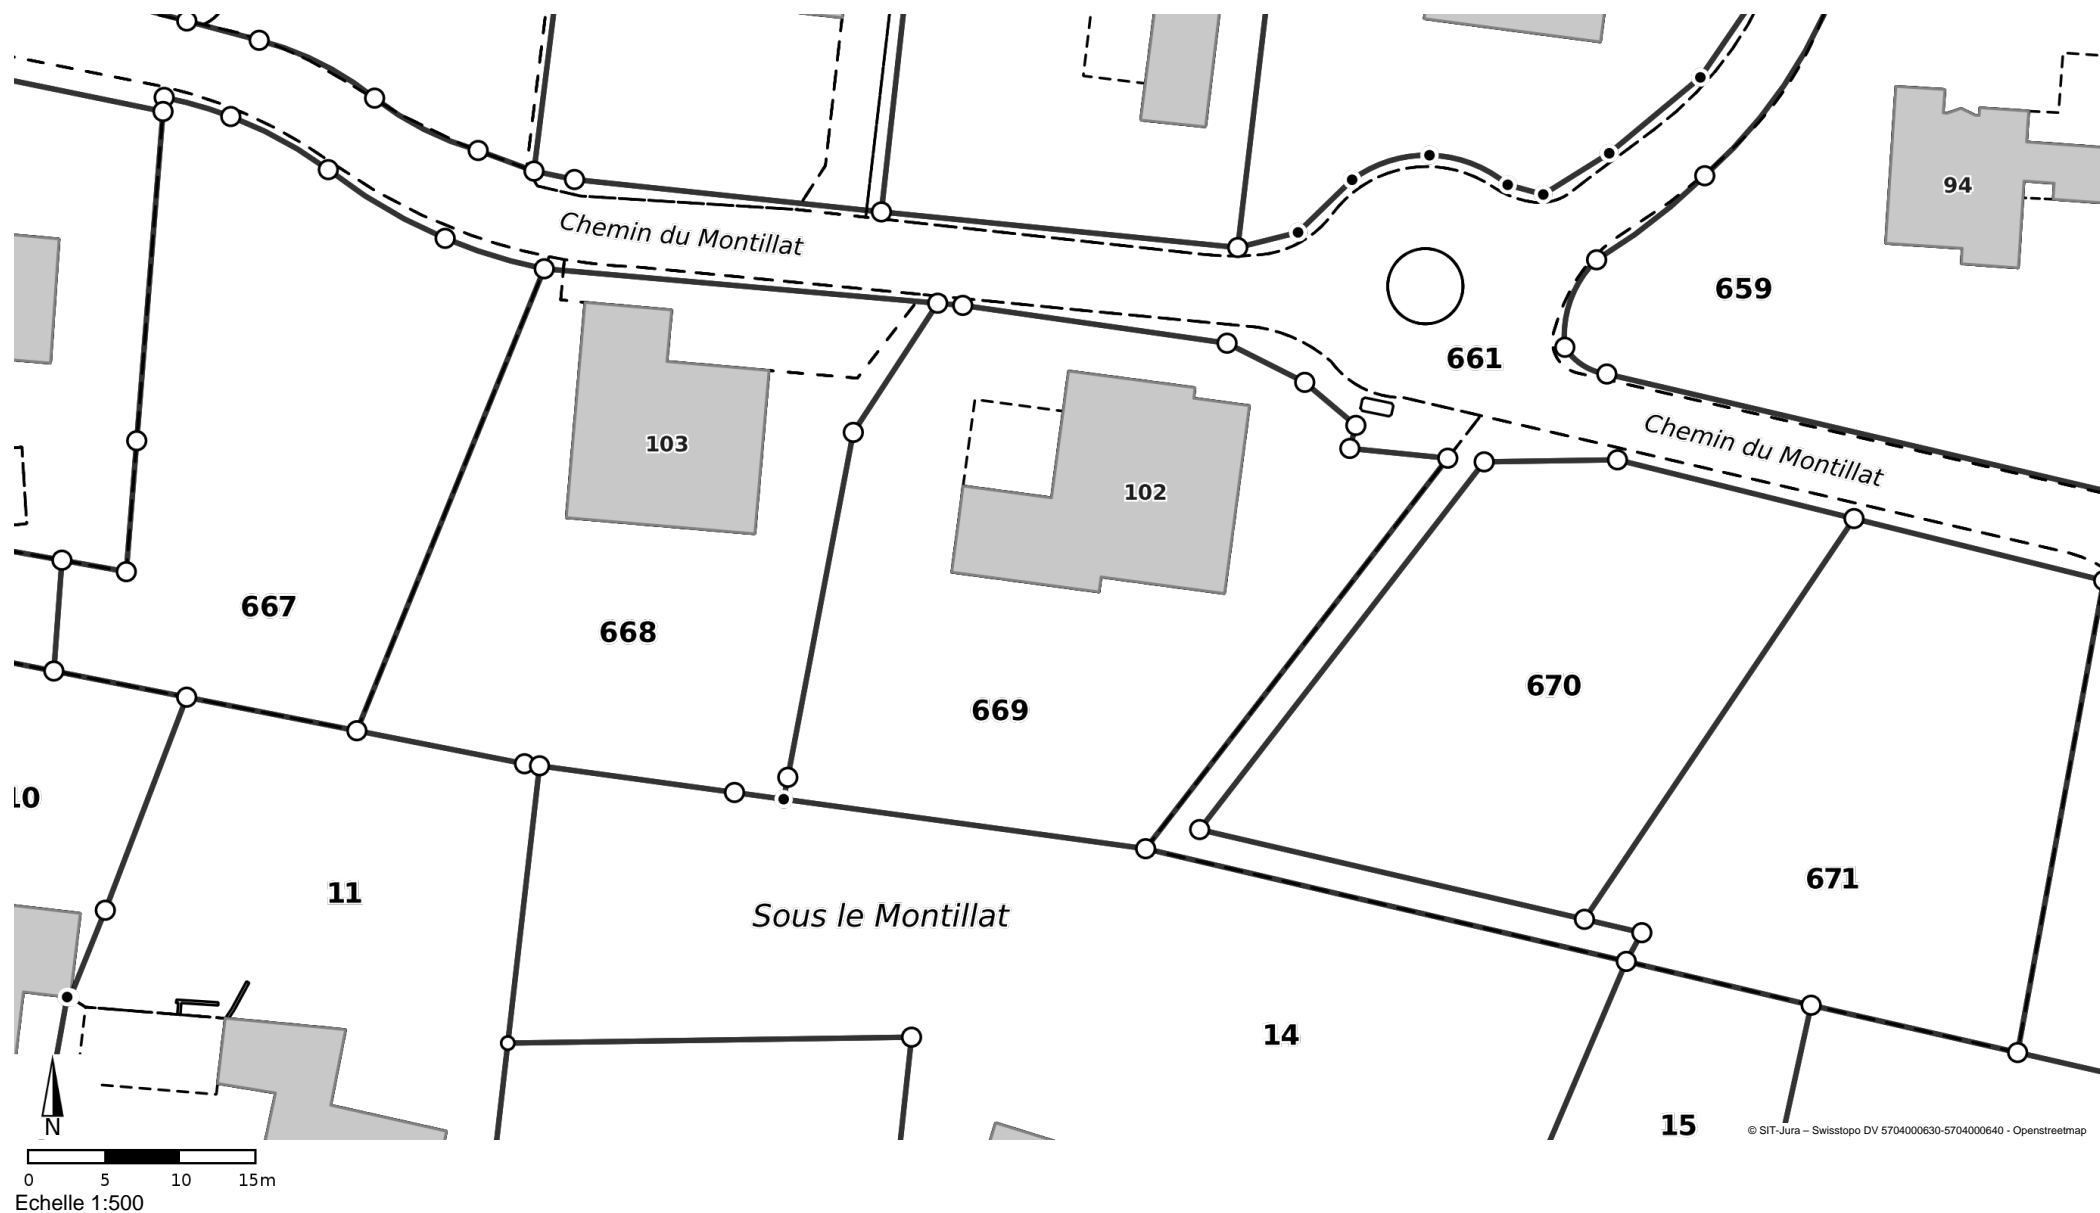 94
Chemin du Montillat
659
661
103
Chemin du Montillat
102
667
668
670
669
10
671
11
Sous le Montillat
14
15
N
© SIT-Jura – Swisstopo DV 5704000630-5704000640 - Openstreetmap
0 5 10 15m
Echelle 1:500